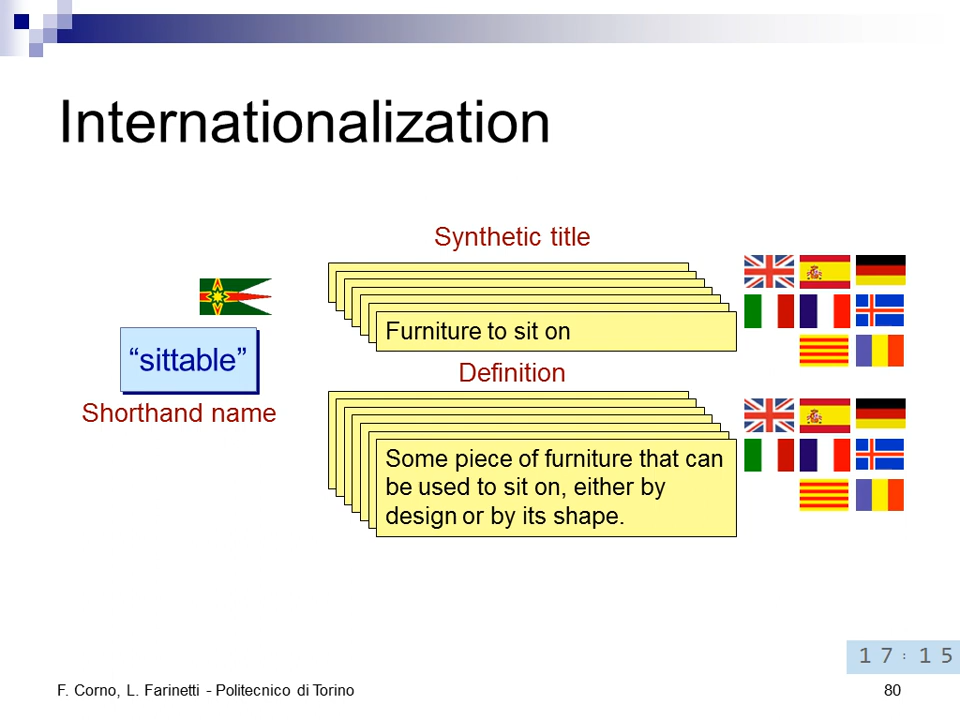 Internationalization
Synthetic title
Furniture to sit on
“sittable”
Shorthand name
Definition
Some piece of furniture that can
be used to sit on, either by
design or by its shape.
17:15
F. Corno, L. Farinetti - Politecnico di Torino
80